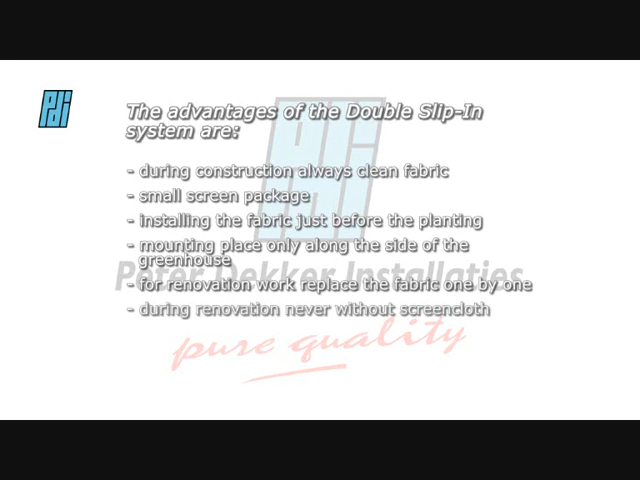 pdi
The advantages of the Double Slip-In
system are:
- during construction always clean fabric
- small screen package
- installing the fabric just before the planting
- mounting place only along the side of the
greenhouse
Peter Dekker Installaties
- for renovation work replace the fabric one by one
- during renovation never without screencloth
pure quality